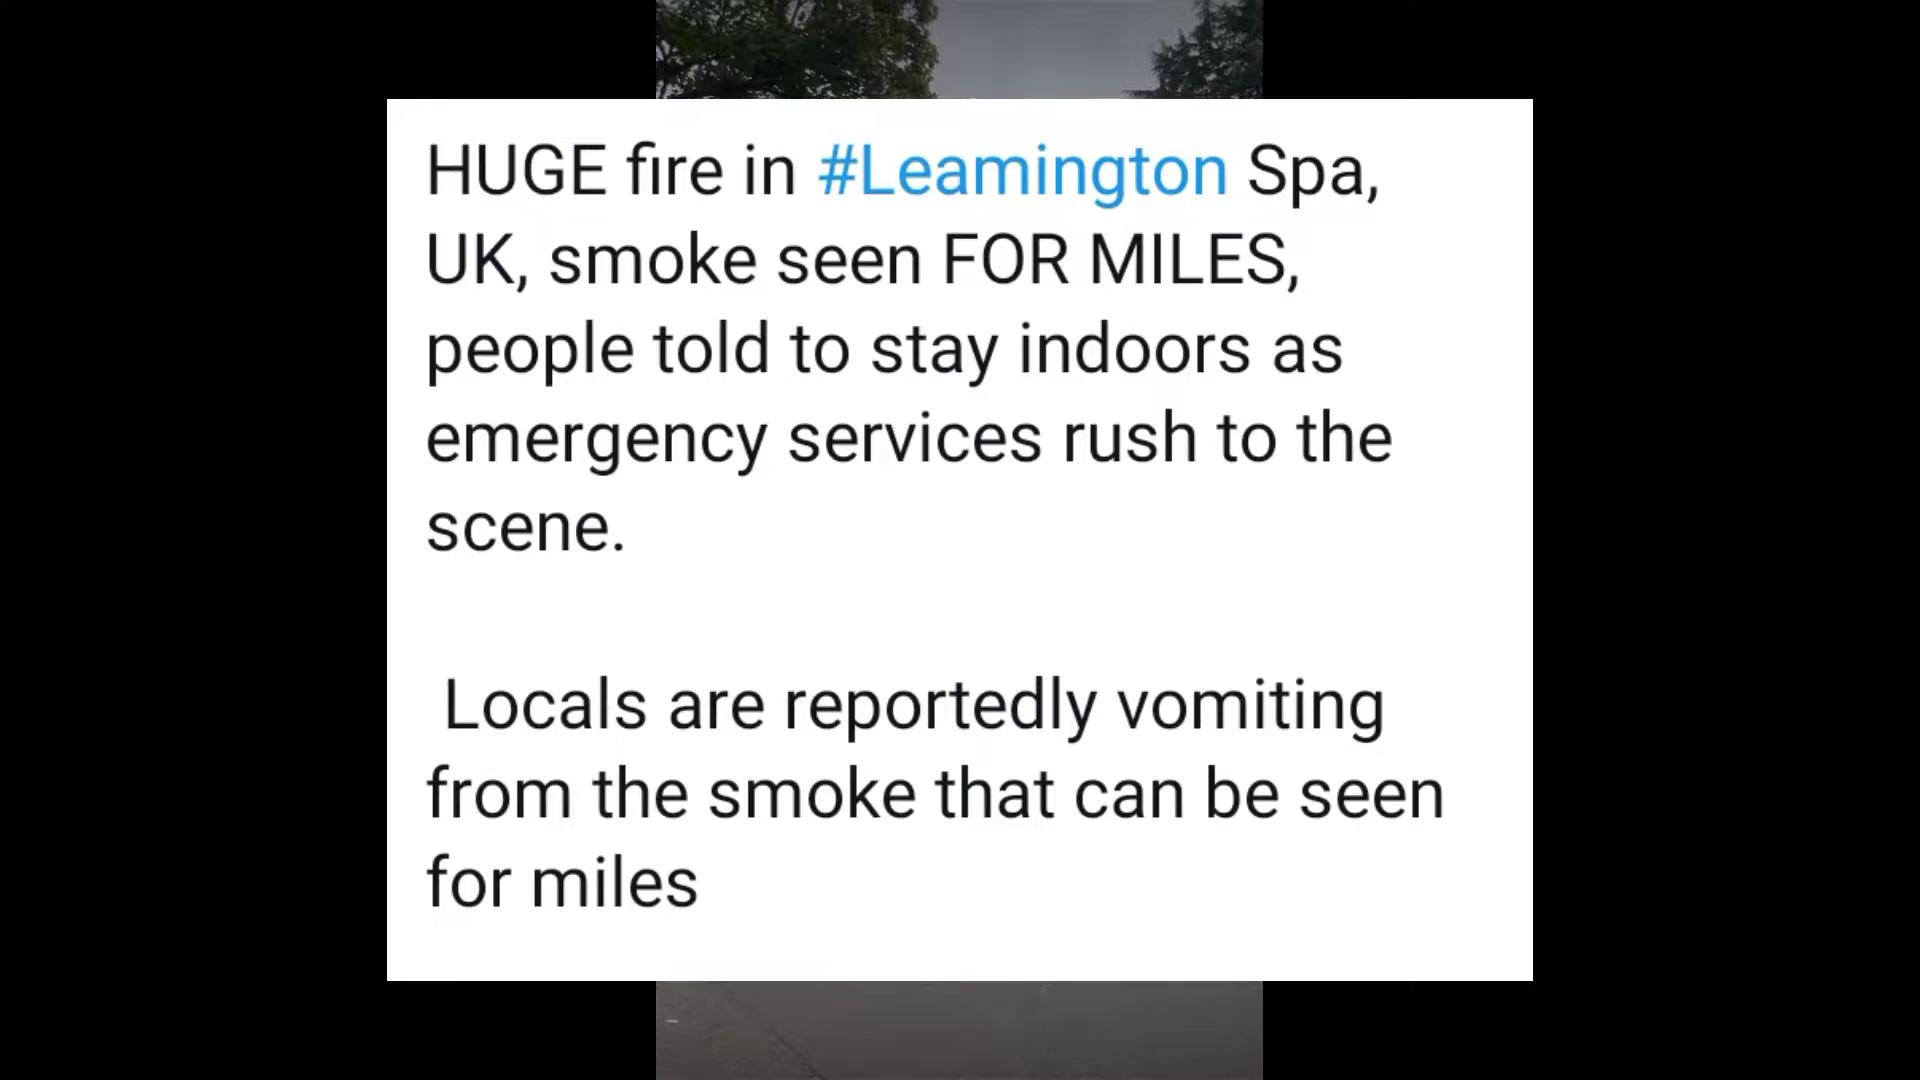 HUGE fire in #Leamington Spa,
UK, smoke seen FOR MILES,
people told to stay indoors as
emergency services rush to the
scene.
Locals are reportedly vomiting
from the smoke that can be seen
for miles